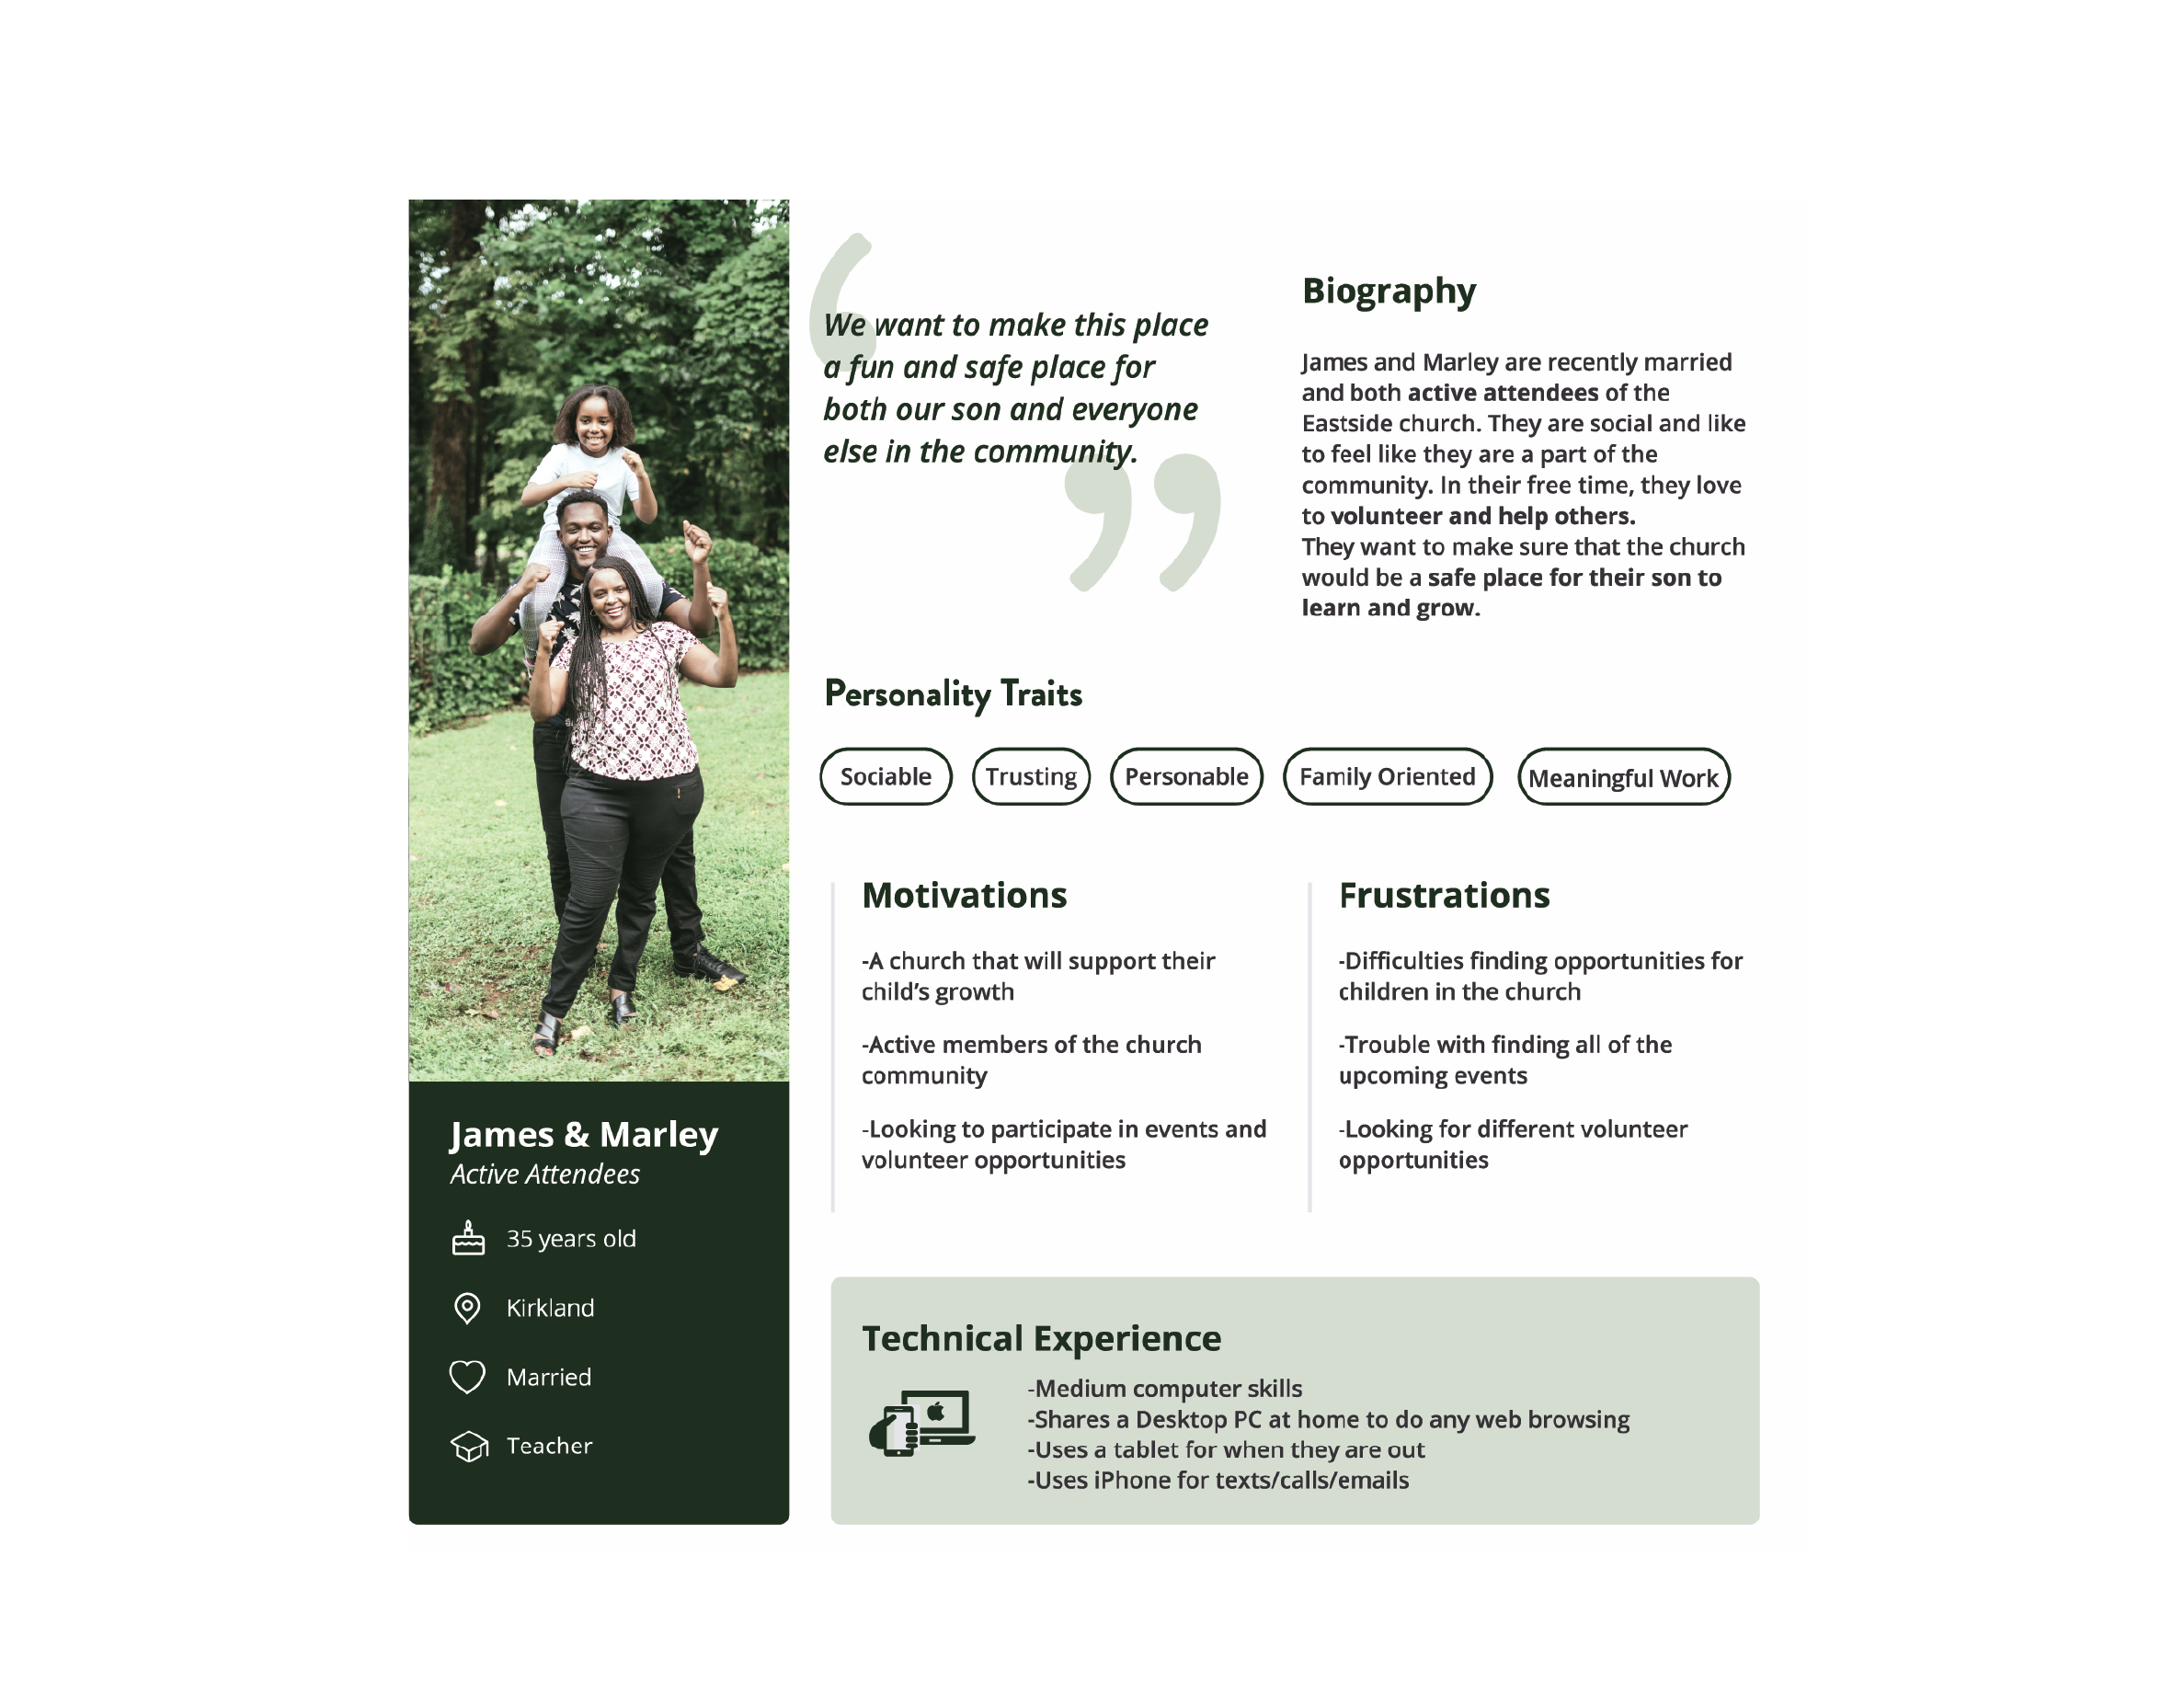 We want to make this place
a fun and safe place for
both our son and everyone
else in the community.
Biography
James and Marley are recently married
and both active attendees of the
Eastside church. They are social and like
to feel like they are a part of the
community. In their free time, they love
to volunteer and help others.
They want to make sure that the church
would be a safe place for their son to
learn and grow.
Personality Traits
Sociable
Trusting
Personable
Family Oriented
Meaningful Work
Motivations
-A church that will support their
child’s growth
-Active members of the church
community
-Looking to participate in events and
volunteer opportunities
Frustrations
-Difficulties finding opportunities for
children in the church
-Trouble with finding all of the
upcoming events
-Looking for different volunteer
opportunities
James & Marley
Active Attendees
35 years old
Kirkland
Married
Teacher
Technical Experience
-Medium computer skills
-Shares a Desktop PC at home to do any web browsing
-Uses a tablet for when they are out
-Uses iPhone for texts/calls/emails